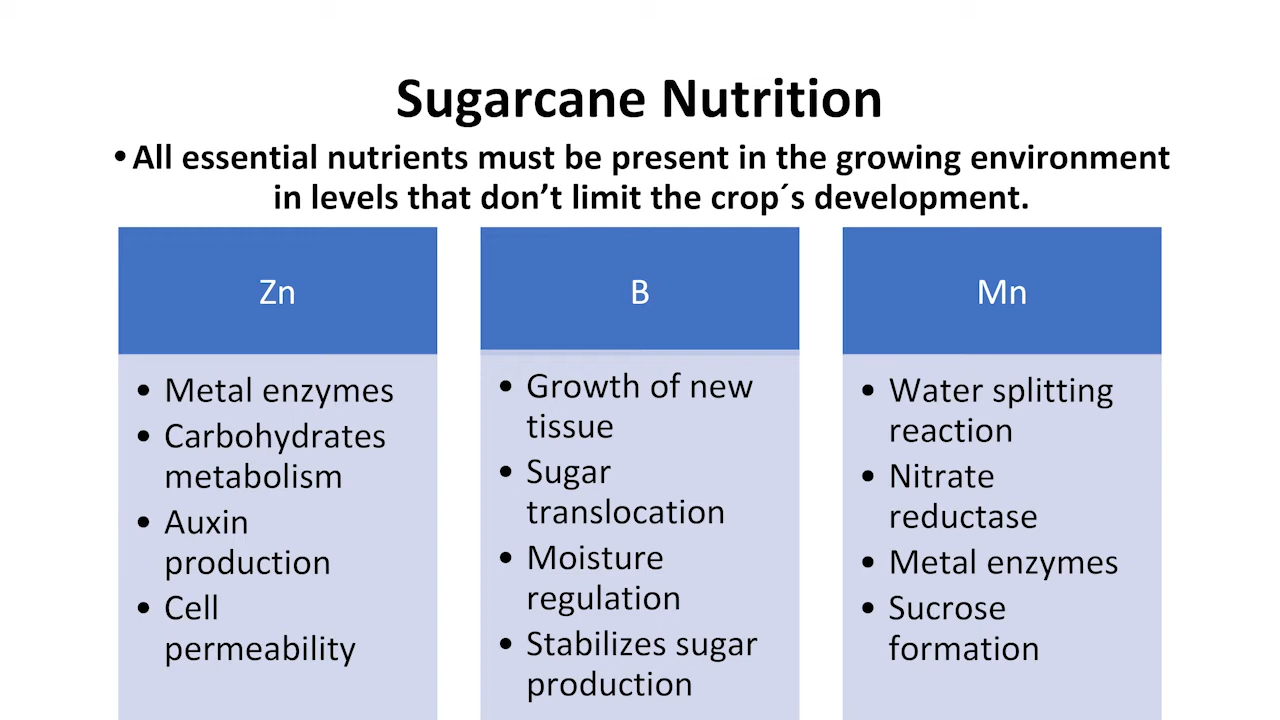 Sugarcane Nutrition
•All essential nutrients must be present in the growing environment
in levels that don’t limit the crop´s development.
Zn
• Metal enzymes
• Carbohydrates
metabolism
• Auxin
production
• Cell
permeability
B
• Growth of new
tissue
• Sugar
translocation
• Moisture
regulation
• Stabilizes sugar
production
Mn
• Water splitting
reaction
• Nitrate
reductase
• Metal enzymes
• Sucrose
formation